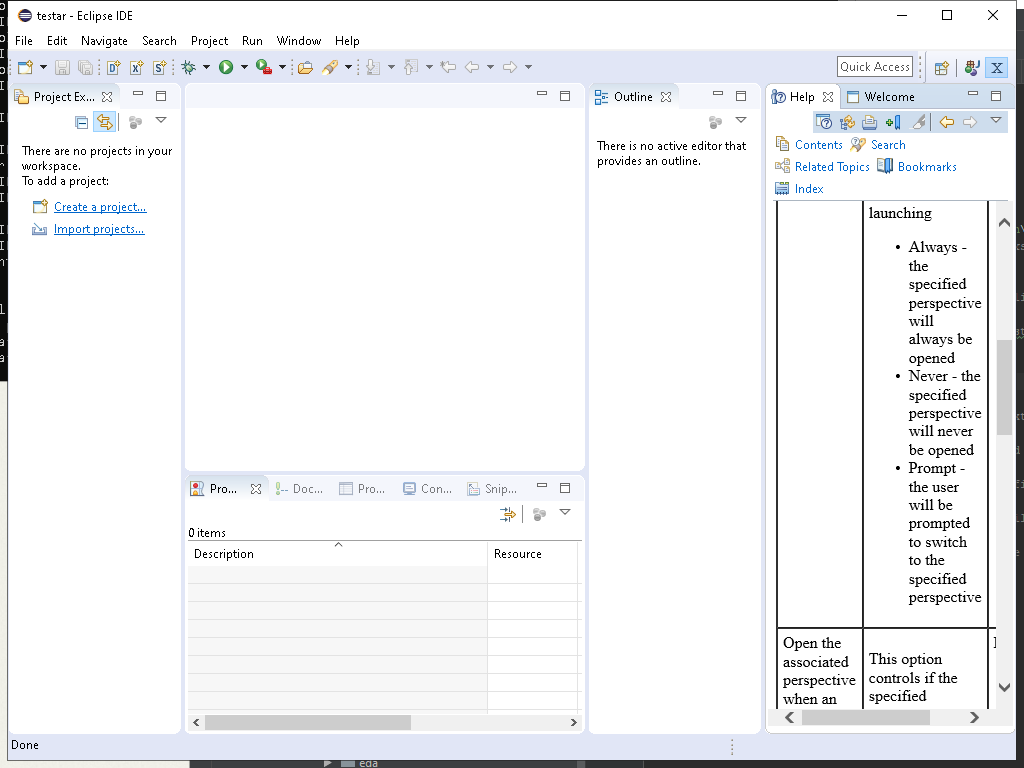 testar - Eclipse IDE
File Edit Navigate Search Project Run Window Help
Quick Access
Project Ex...
There are no projects in your
workspace.
To add a project:
Create a project...
Import projects...
Outline
There is no active editor that
provides an outline.
Help
Welcome
Contents Search
Related Topics Bookmarks
Index
launching
• Always -
the
specified
perspective
will
always be
opened
• Never - the
specified
perspective
will never
be opened
• Prompt -
the user
will be
prompted
to switch
to the
specified
perspective
Open the
associated
perspective
when an
This option
controls if the
specified
Pro... Doc... Pro... Con... Snip...
0 items
Description Resource
Done
eda